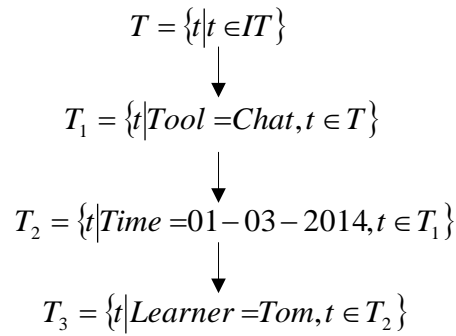 T = {t|t ∈IT}
T₁ = {t|Tool =Chat, t ∈ T}
T₂ = {t|Time =01−03−2014, t ∈ T₁}
T₃ = {t|Learner =Tom, t ∈ T₂}